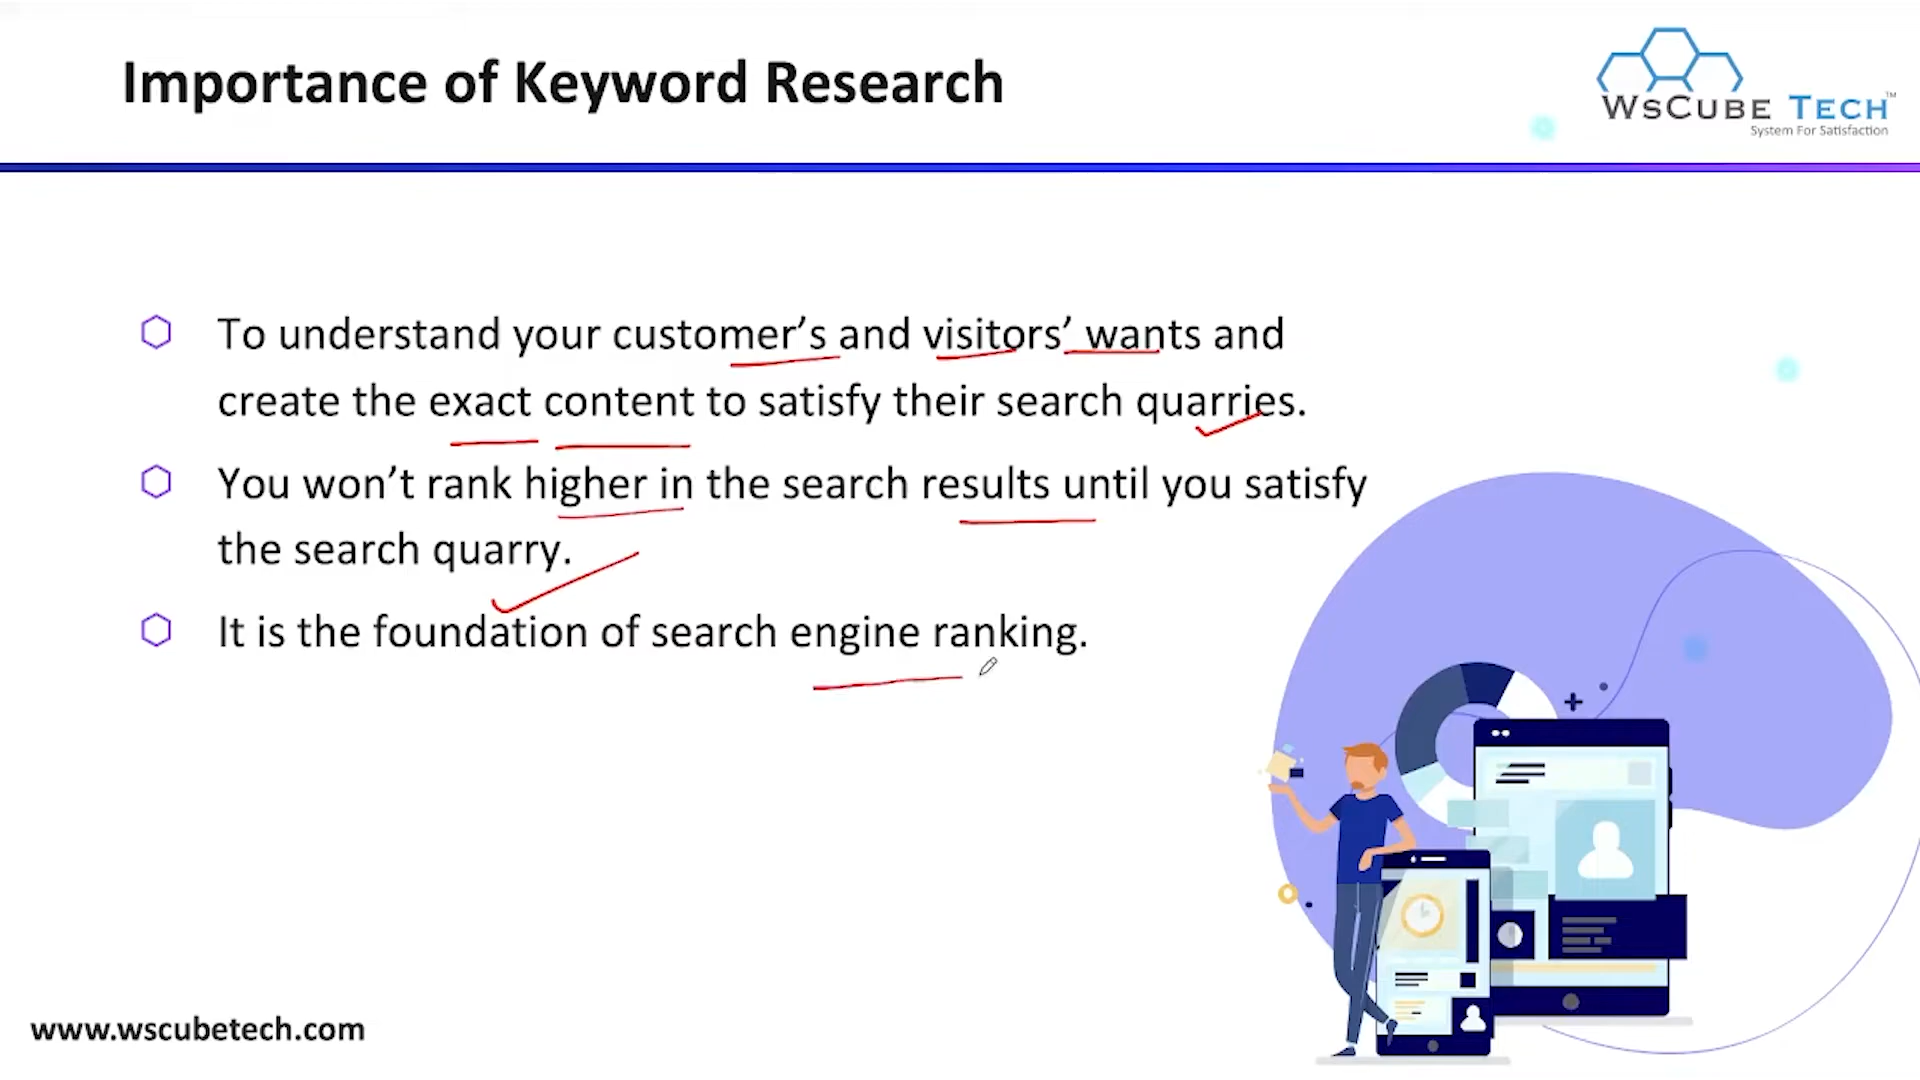 Importance of Keyword Research
WsCube Tech™
System For Satisfaction
To understand your customer’s and visitors’ wants and
create the exact content to satisfy their search quarries.
You won’t rank higher in the search results until you satisfy
the search quarry.
It is the foundation of search engine ranking.
www.wscubetech.com